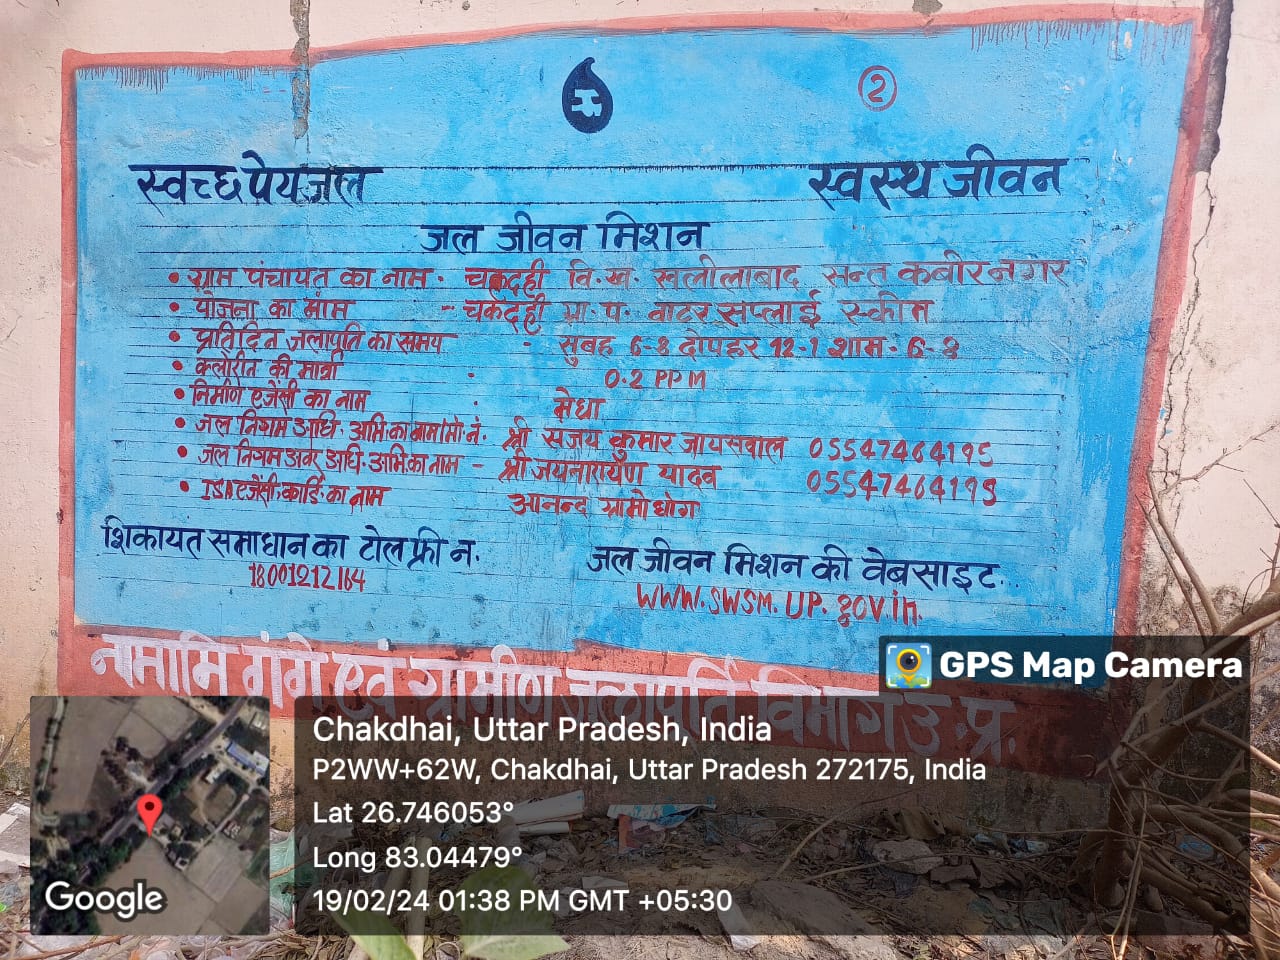 2
स्वच्छ पेयजल स्वस्थ जीवन
जल जीवन मिशन
• ग्राम पंचायत का नाम - चकदही वि.ख. खलीलाबाद सन्त कबीर नगर
• योजना का नाम - चकदही ग्रा. प. वाटर सप्लाई स्कीम
• प्रतिदिन जलापूर्ति का समय - सुबह 6-8 दोपहर 12-1 शाम - 6-8
• क्लोरीन की मात्रा - 0.2 PPM
• निर्माण एजेंसी का नाम - मेघा
• जल निगम अधि. अभि. का नाम/मो. नं. श्री संजय कुमार जायसवाल 05547464195
• जल निगम अवर अधि. अभि. का नाम - श्री जयनारायण यादव 05547464195
• ISA एजेंसी कार्डि. का नाम आनन्द ग्रामोद्योग
शिकायत समाधान का टोल फ्री न.
18001212164
जल जीवन मिशन की वेबसाइट..
WWW.SWSM.UP.gov.in.
नामामि गंगे एवं ग्रामीण जलापूर्ति विभाग उ.प्र.
GPS Map Camera
Chakdhai, Uttar Pradesh, India
P2WW+62W, Chakdhai, Uttar Pradesh 272175, India
Lat 26.746053°
Long 83.04479°
19/02/24 01:38 PM GMT +05:30
Google